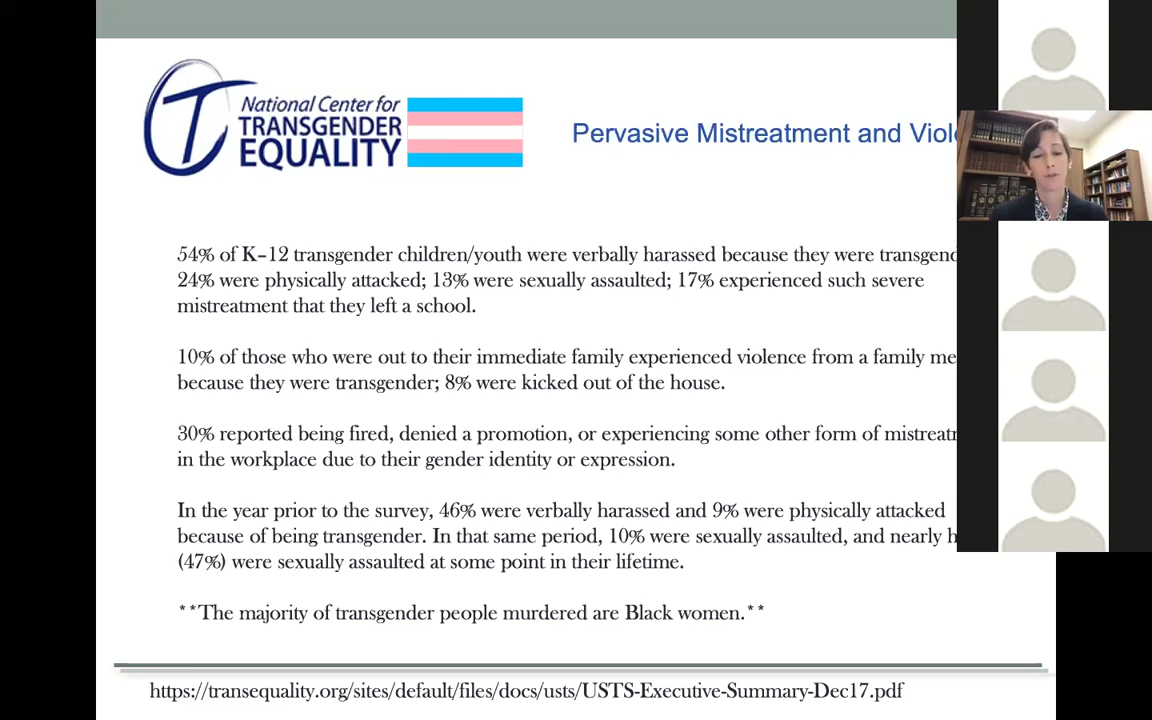 National Center for
TRANSGENDER
EQUALITY
Pervasive Mistreatment and
54% of K–12 transgender children/youth were verbally harassed because they were
24% were physically attacked; 13% were sexually assaulted; 17% experienced such severe
mistreatment that they left a school.
10% of those who were out to their immediate family experienced violence from a family
because they were transgender; 8% were kicked out of the house.
30% reported being fired, denied a promotion, or experiencing some other form of
in the workplace due to their gender identity or expression.
In the year prior to the survey, 46% were verbally harassed and 9% were physically attacked
because of being transgender. In that same period, 10% were sexually assaulted, and nearly
(47%) were sexually assaulted at some point in their lifetime.
**The majority of transgender people murdered are Black women.**
https://transequality.org/sites/default/files/docs/usts/USTS-Executive-Summary-Dec17.pdf